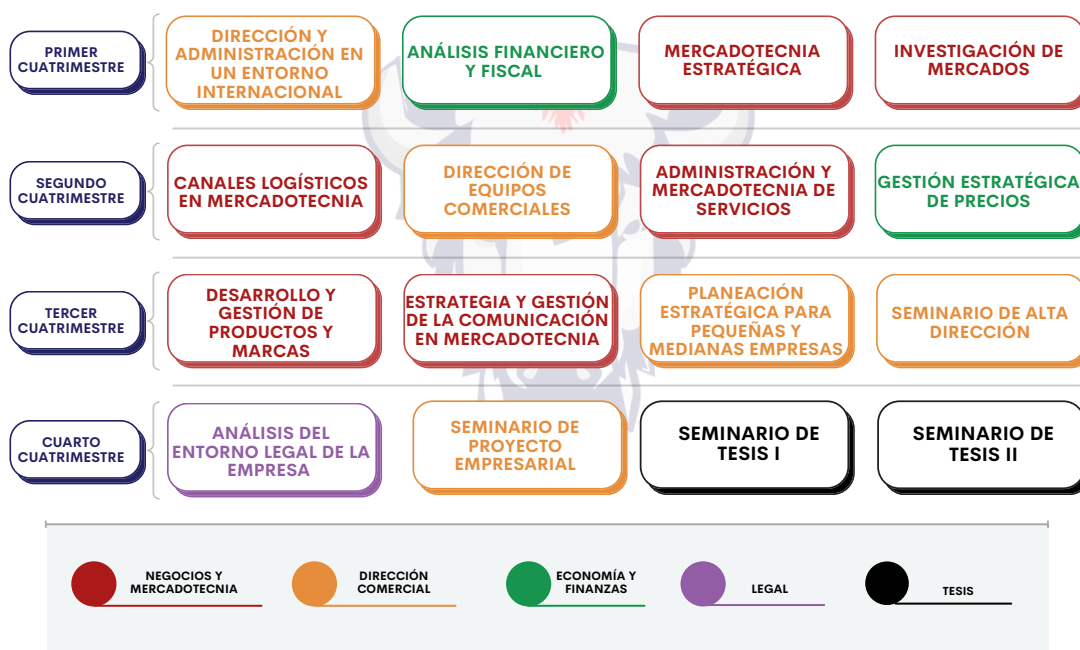 PRIMER
CUATRIMESTRE
DIRECCIÓN Y
ADMINISTRACIÓN EN
UN ENTORNO
INTERNACIONAL
ANÁLISIS FINANCIERO
Y FISCAL
MERCADOTECNIA
ESTRATÉGICA
INVESTIGACIÓN DE
MERCADOS
SEGUNDO
CUATRIMESTRE
CANALES LOGÍSTICOS
EN MERCADOTECNIA
DIRECCIÓN DE
EQUIPOS
COMERCIALES
ADMINISTRACIÓN Y
MERCADOTECNIA DE
SERVICIOS
GESTIÓN ESTRATÉGICA
DE PRECIOS
TERCER
CUATRIMESTRE
DESARROLLO Y
GESTIÓN DE
PRODUCTOS Y
MARCAS
ESTRATEGIA Y GESTIÓN
DE LA COMUNICACIÓN
EN MERCADOTECNIA
PLANEACIÓN
ESTRATÉGICA PARA
PEQUEÑAS Y
MEDIANAS EMPRESAS
SEMINARIO DE ALTA
DIRECCIÓN
CUARTO
CUATRIMESTRE
ANÁLISIS DEL
ENTORNO LEGAL DE LA
EMPRESA
SEMINARIO DE
PROYECTO
EMPRESARIAL
SEMINARIO DE
TESIS I
SEMINARIO DE
TESIS II
NEGOCIOS Y
MERCADOTECNIA
DIRECCIÓN
COMERCIAL
ECONOMÍA Y
FINANZAS
LEGAL
TESIS